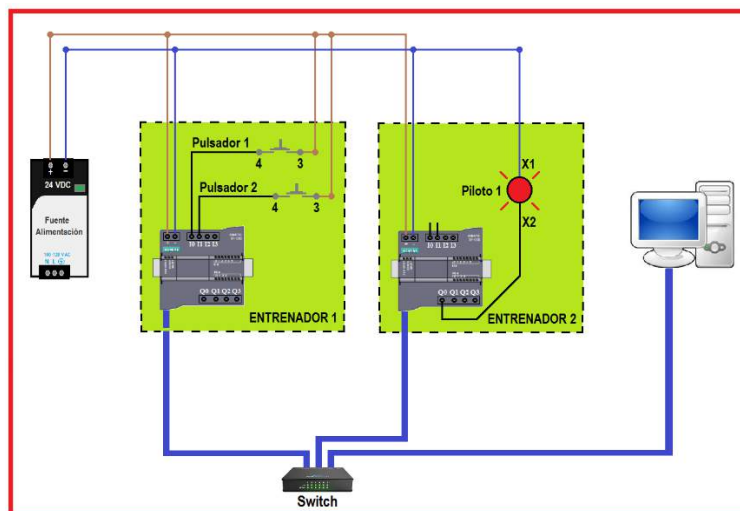 + −
24 VDC
Fuente
Alimentación
N L
Pulsador 1
4 3
Pulsador 2
4 3
I0 I1 I2 I3
Q0 Q1 Q2 Q3
ENTRENADOR 1
X1
Piloto 1
X2
I0 I1 I2 I3
Q0 Q1 Q2 Q3
ENTRENADOR 2
Switch